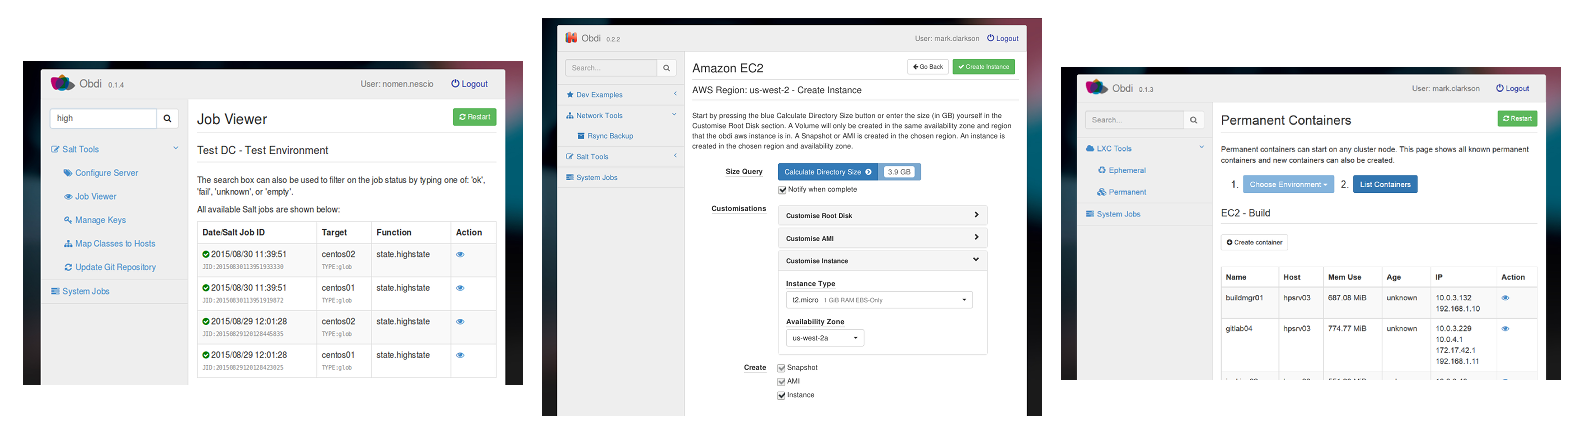 Obdi 0.1.4
User: nomen.nescio Logout
high
Salt Tools
Configure Server
Job Viewer
Manage Keys
Map Classes to Hosts
Update Git Repository
System Jobs
Job Viewer
Restart
Test DC - Test Environment
The search box can also be used to filter on the job status by typing one of: 'ok',
'fail', 'unknown', or 'empty'.
All available Salt jobs are shown below:
Date/Salt Job ID Target Function Action
2015/08/30 11:39:51 centos02 state.highstate
JID:20150830113951933330 TYPE:glob
2015/08/30 11:39:51 centos01 state.highstate
JID:20150830113951919872 TYPE:glob
2015/08/29 12:01:28 centos02 state.highstate
JID:20150829120128445835 TYPE:glob
2015/08/29 12:01:28 centos01 state.highstate
JID:20150829120128423025 TYPE:glob
Obdi 0.2.2
User: mark.clarkson Logout
Search...
Dev Examples
Network Tools
Rsync Backup
Salt Tools
System Jobs
Amazon EC2
Go Back
Create Instance
AWS Region: us-west-2 - Create Instance
Start by pressing the blue Calculate Directory Size button or enter the size (in GB) yourself in the
Customise Root Disk section. A Volume will only be created in the same availability zone and region
that the obdi aws instance is in. A Snapshot or AMI is created in the chosen region. An instance is
created in the chosen region and availability zone.
Size Query Calculate Directory Size 3.9 GB
Notify when complete
Customisations
Customise Root Disk
Customise AMI
Customise Instance
Instance Type
t2.micro 1 GiB RAM EBS-Only
Availability Zone
us-west-2a
Create Snapshot
AMI
Instance
Obdi 0.1.3
User: mark.clarkson Logout
Search...
LXC Tools
Ephemeral
Permanent
System Jobs
Permanent Containers
Restart
Permanent containers can start on any cluster node. This page shows all known permanent
containers and new containers can also be created.
1. Choose Environment 2. List Containers
EC2 - Build
Create container
Name Host Mem Use Age IP Action
buildmgr01 hpsrv03 687.08 MiB unknown 10.0.3.132
192.168.1.10
gitlab04 hpsrv03 774.77 MiB unknown 10.0.3.229
10.0.4.1
172.17.42.1
192.168.1.11